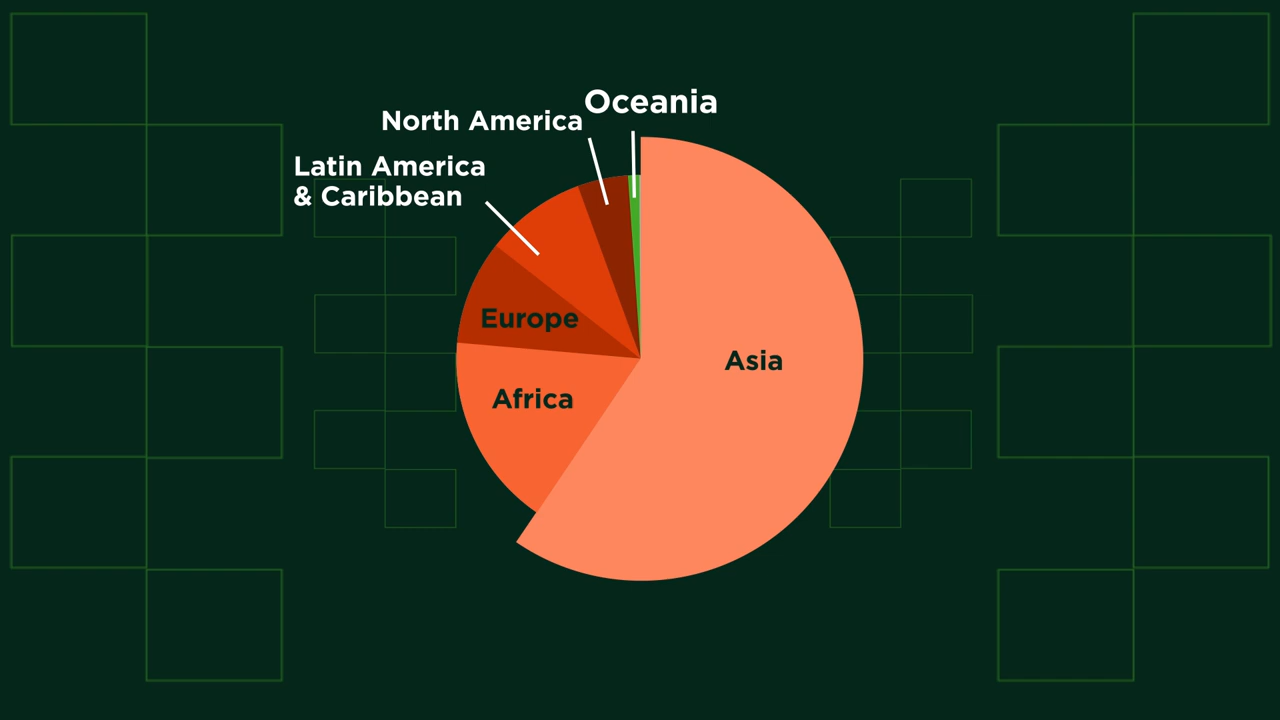 Oceania
North America
Latin America
& Caribbean
Europe
Asia
Africa